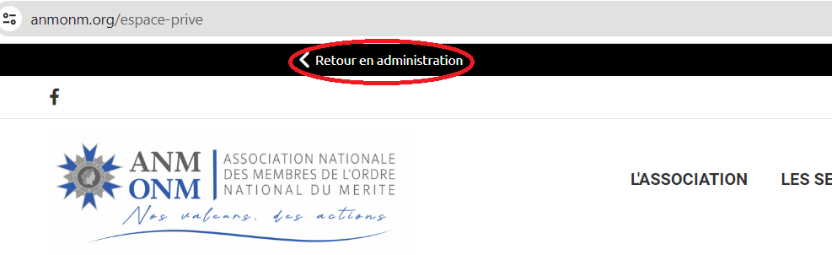 anmonm.org/espace-prive
Retour en administration
f
ANM
ONM
ASSOCIATION NATIONALE
DES MEMBRES DE L'ORDRE
NATIONAL DU MERITE
Nos valeurs, des actions
L'ASSOCIATION
LES SE